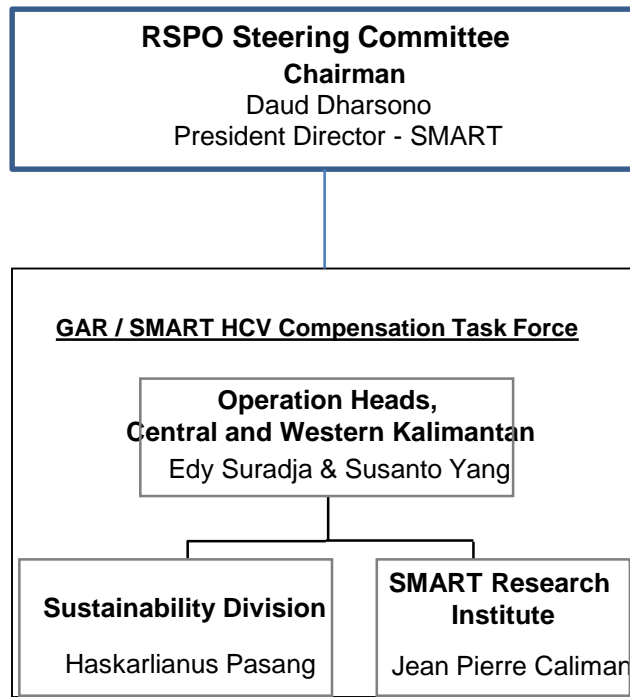 RSPO Steering Committee
Chairman
Daud Dharsono
President Director - SMART
GAR / SMART HCV Compensation Task Force
Operation Heads,
Central and Western Kalimantan
Edy Suradja & Susanto Yang
Sustainability Division
Haskarlianus Pasang
SMART Research
Institute
Jean Pierre Caliman